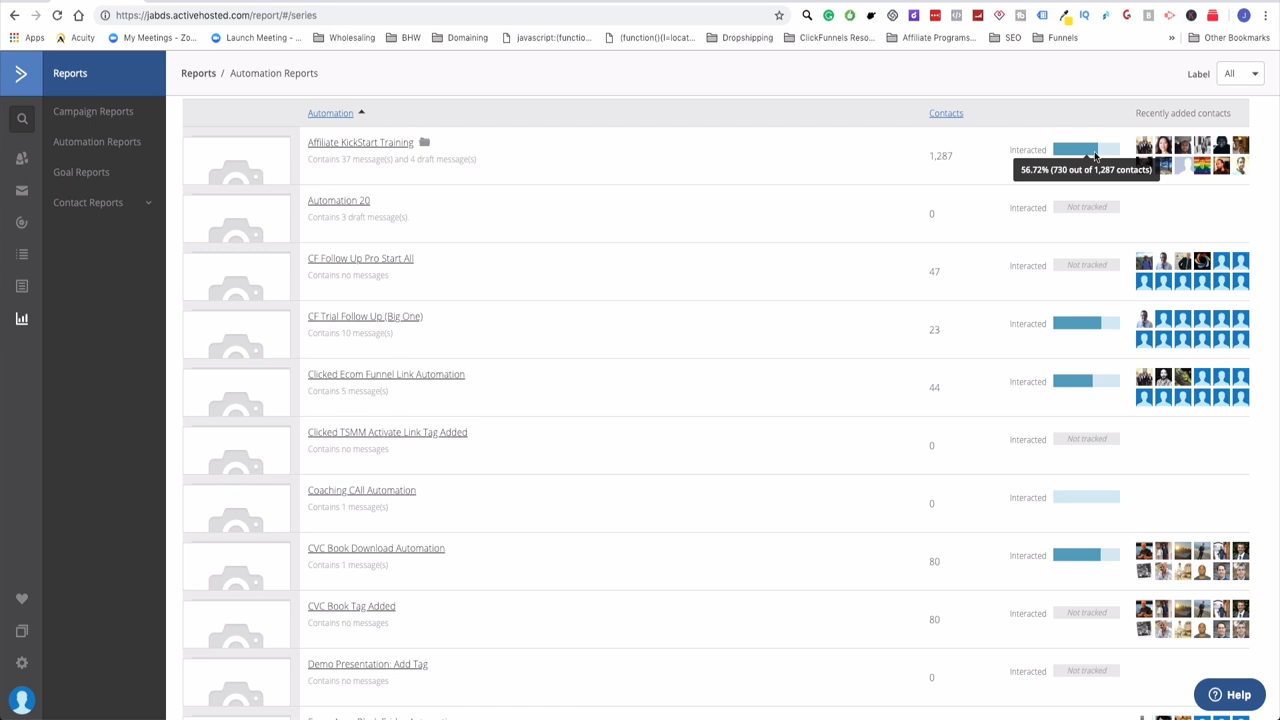 https://jabds.activehosted.com/report/#/series
Apps
Acuity
My Meetings - Zo...
Launch Meeting - ...
Wholesaling
BHW
Domaining
javascript:(functio...
(function(){l=locat...
Dropshipping
ClickFunnels Reso...
Affiliate Programs...
SEO
Funnels
»
Other Bookmarks
Reports
Reports / Automation Reports
Label All
Campaign Reports
Automation Reports
Goal Reports
Contact Reports
Automation Contacts Recently added contacts
Affiliate KickStart Training
Contains 37 message(s) and 4 draft message(s)
1,287
Interacted
56.72% (730 out of 1,287 contacts)
Automation 20
Contains 3 draft message(s).
0
Interacted Not tracked
CF Follow Up Pro Start All
Contains no messages
47
Interacted Not tracked
CF Trial Follow Up (Big One)
Contains 10 message(s)
23
Interacted
Clicked Ecom Funnel Link Automation
Contains 5 message(s)
44
Interacted
Clicked TSMM Activate Link Tag Added
Contains no messages
0
Interacted Not tracked
Coaching CAll Automation
Contains 1 message(s)
0
Interacted
CVC Book Download Automation
Contains 1 message(s)
80
Interacted
CVC Book Tag Added
Contains no messages
80
Interacted Not tracked
Demo Presentation: Add Tag
Contains no messages
0
Interacted Not tracked
Help